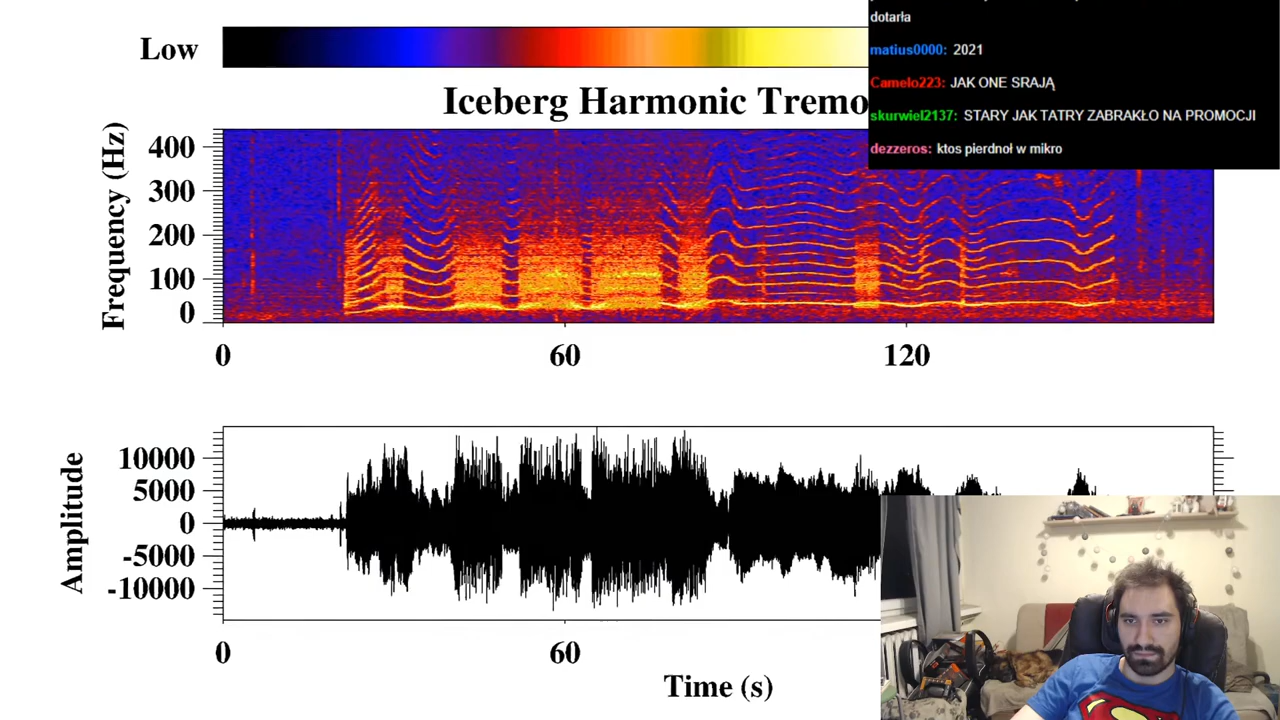 dotarła
Low
matius0000: 2021
Camelo223: JAK ONE SRAJĄ
Iceberg Harmonic Tremo
skurwiel2137: STARY JAK TATRY ZABRAKŁO NA PROMOCJI
dezzeros: ktos pierdnoł w mikro
Frequency (Hz)
400
300
200
100
0
0 60 120
Amplitude
10000
5000
0
-5000
-10000
0 60
Time (s)